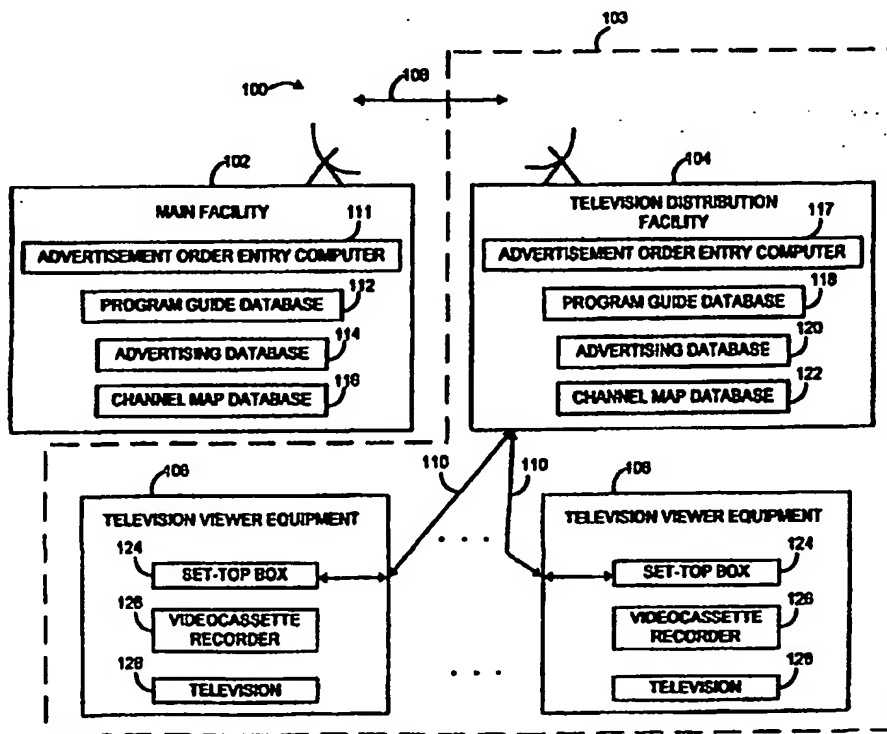 103
108
100
102
104
MAIN FACILITY
111
ADVERTISEMENT ORDER ENTRY COMPUTER
112
PROGRAM GUIDE DATABASE
114
ADVERTISING DATABASE
116
CHANNEL MAP DATABASE
TELEVISION DISTRIBUTION
FACILITY
117
ADVERTISEMENT ORDER ENTRY COMPUTER
118
PROGRAM GUIDE DATABASE
120
ADVERTISING DATABASE
122
CHANNEL MAP DATABASE
110
110
106
TELEVISION VIEWER EQUIPMENT
124
SET-TOP BOX
126
VIDEOCASSETTE
RECORDER
128
TELEVISION
. . .
. . .
106
TELEVISION VIEWER EQUIPMENT
124
SET-TOP BOX
126
VIDEOCASSETTE
RECORDER
128
TELEVISION